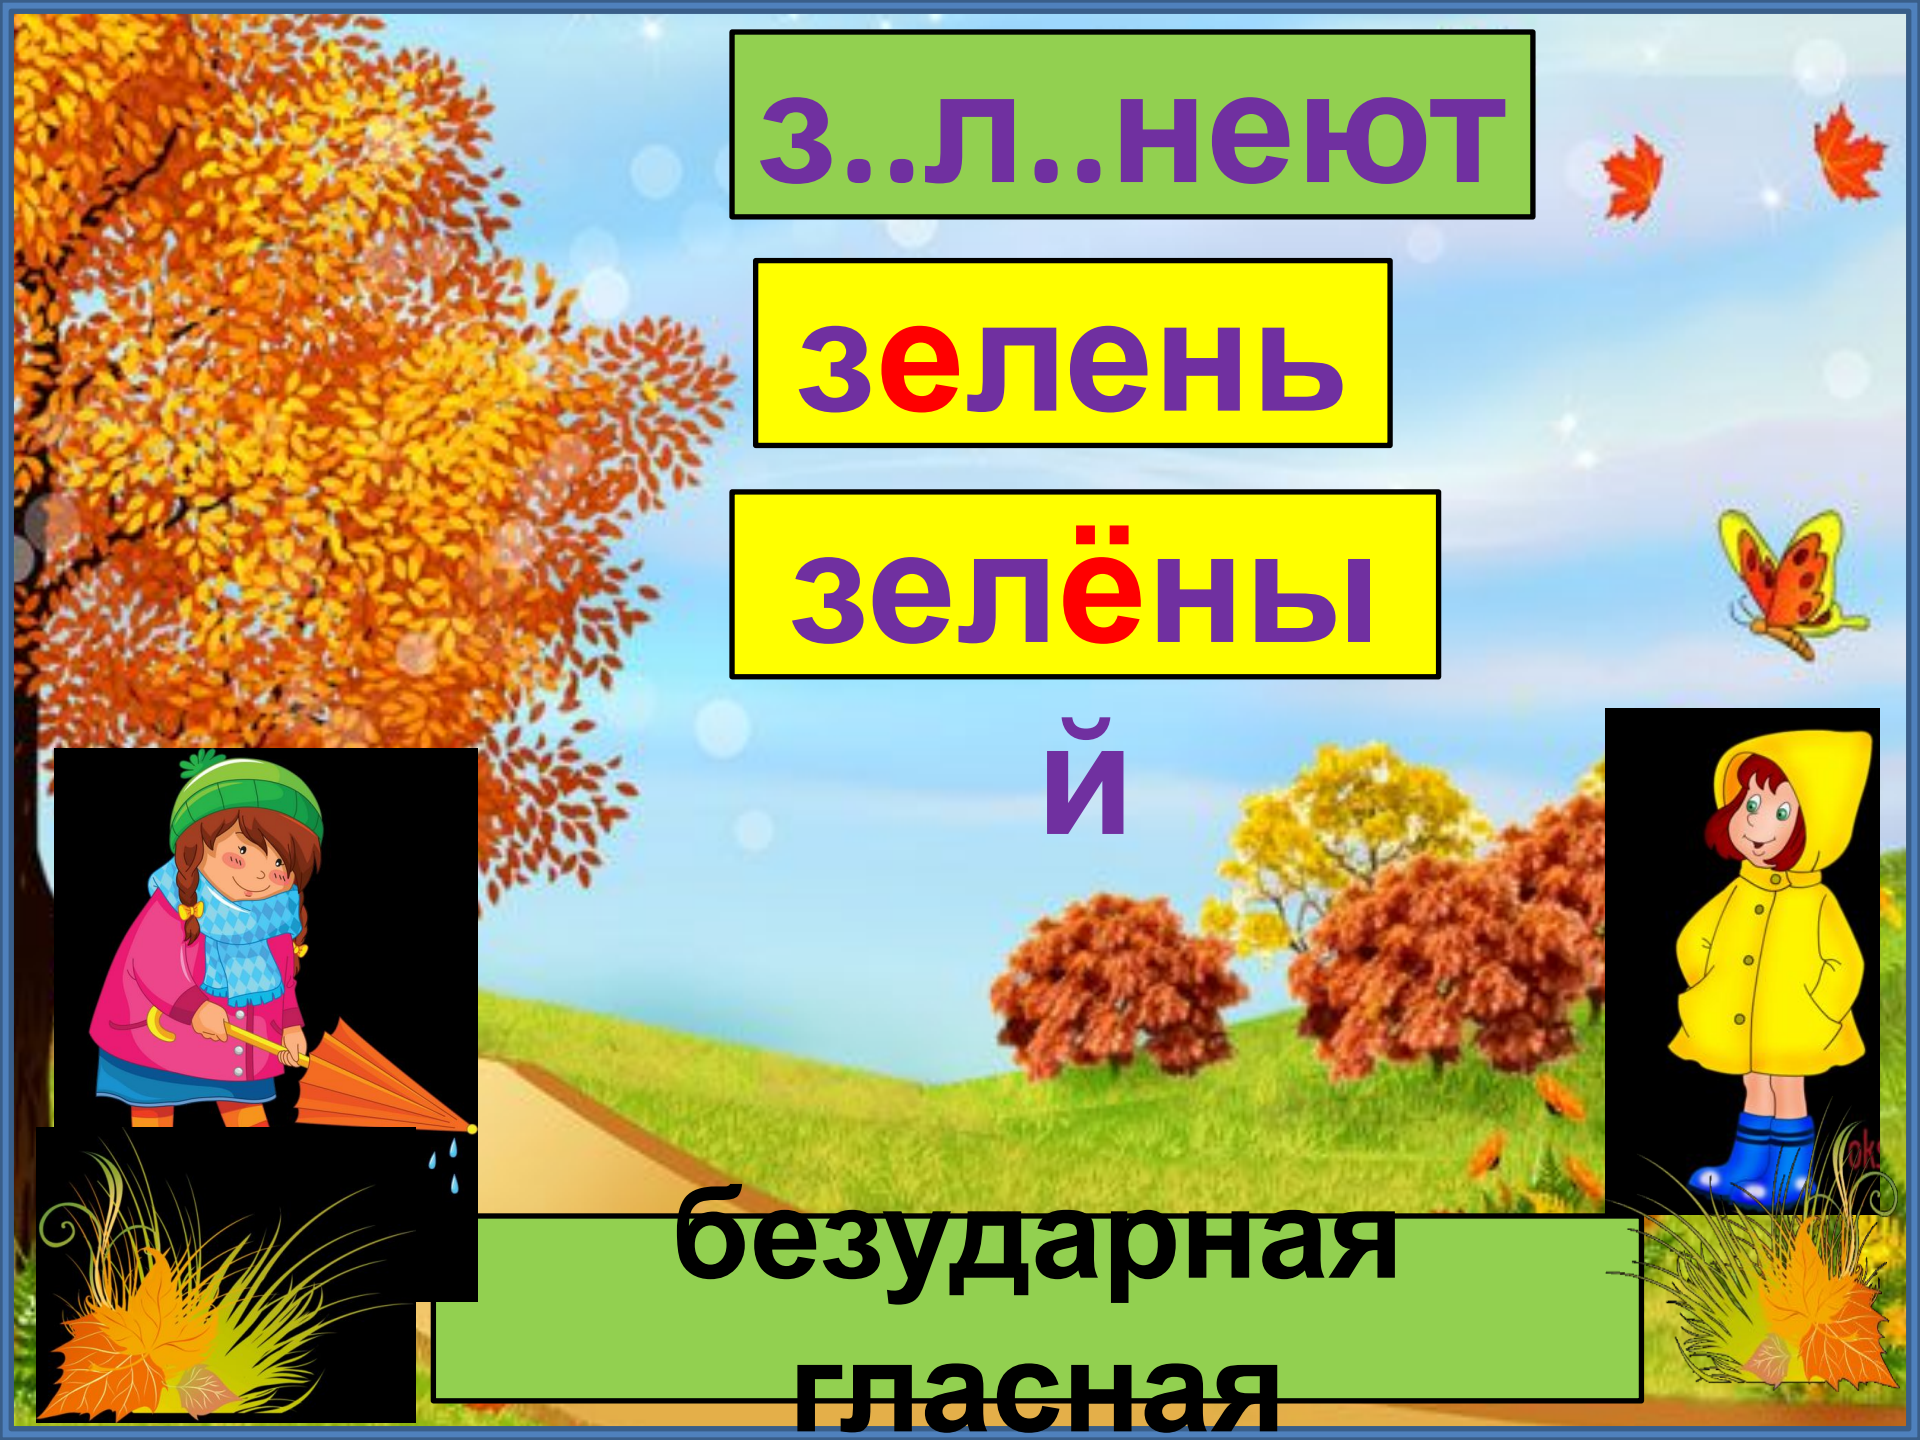 з..л..неют
зелень
зелёны
й
безударная
гласная